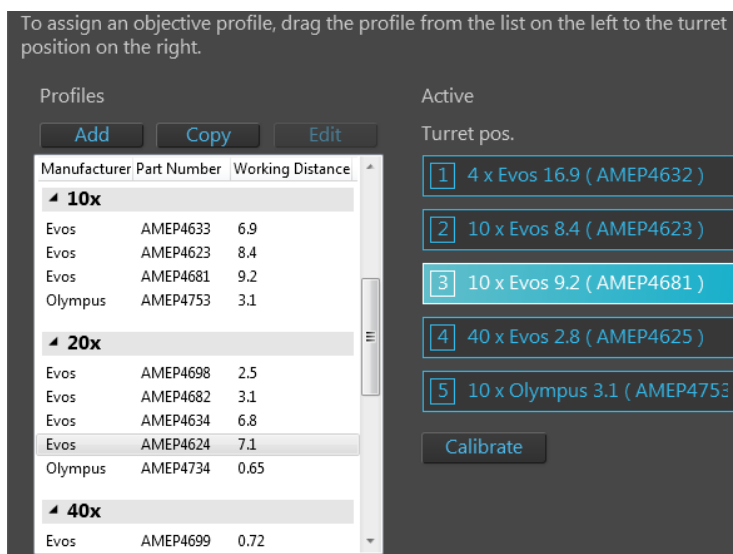 To assign an objective profile, drag the profile from the list on the left to the turret
position on the right.
Profiles
Add Copy Edit
Manufacturer Part Number Working Distance
10x
Evos AMEP4633 6.9
Evos AMEP4623 8.4
Evos AMEP4681 9.2
Olympus AMEP4753 3.1
20x
Evos AMEP4698 2.5
Evos AMEP4682 3.1
Evos AMEP4634 6.8
Evos AMEP4624 7.1
Olympus AMEP4734 0.65
40x
Evos AMEP4699 0.72
Active
Turret pos.
1 4 x Evos 16.9 ( AMEP4632 )
2 10 x Evos 8.4 ( AMEP4623 )
3 10 x Evos 9.2 ( AMEP4681 )
4 40 x Evos 2.8 ( AMEP4625 )
5 10 x Olympus 3.1 ( AMEP4753
Calibrate